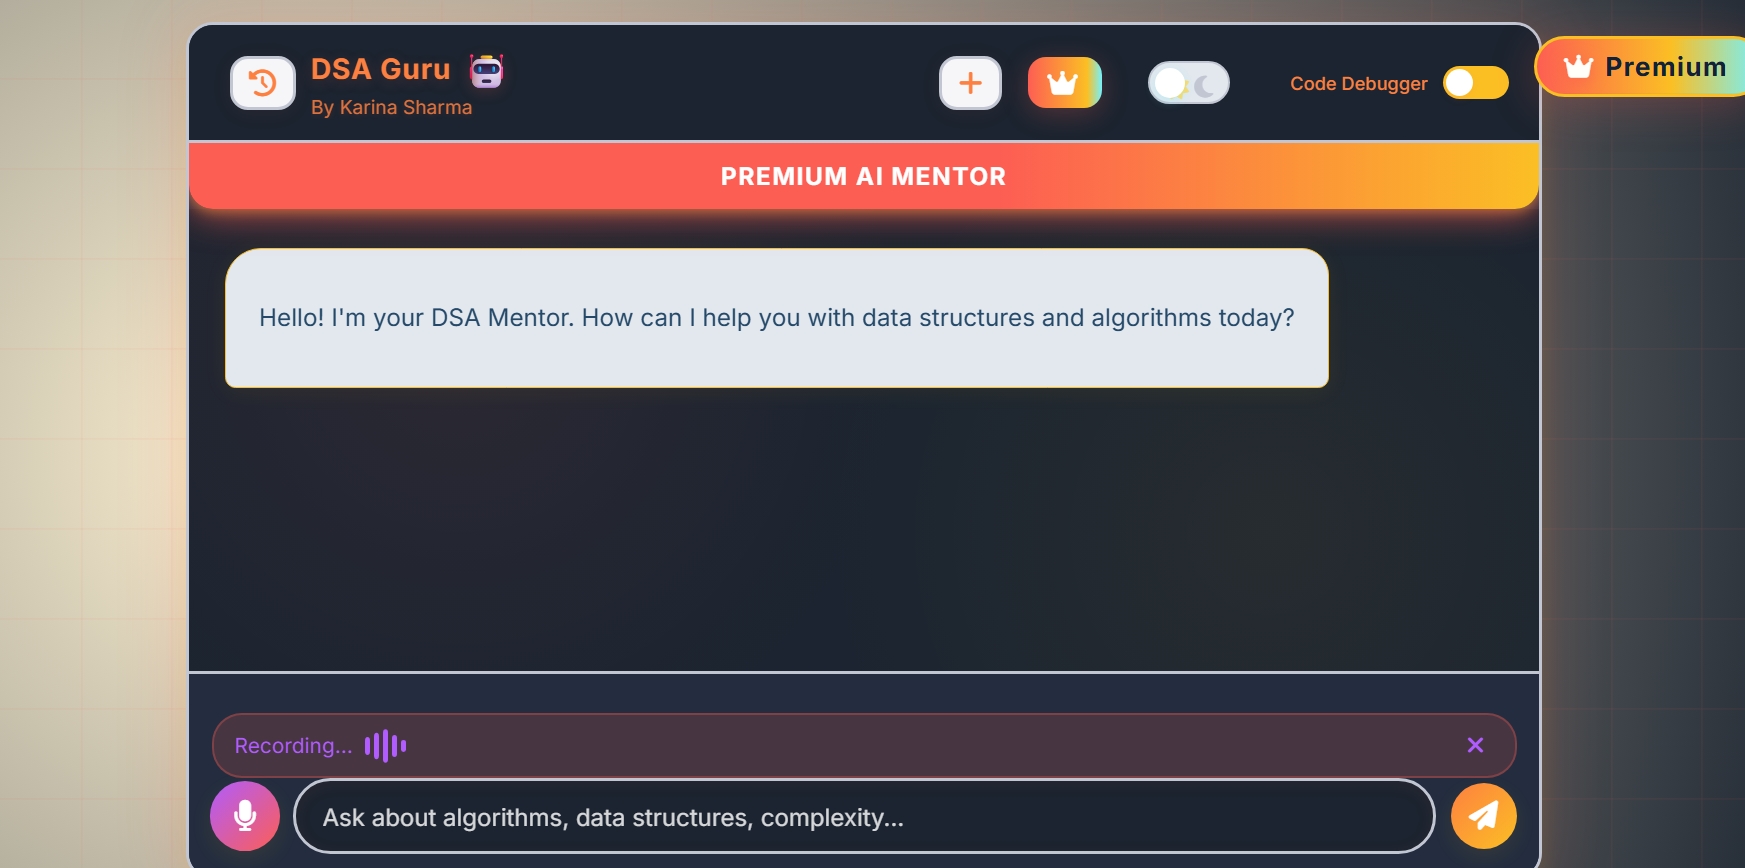 DSA Guru
By Karina Sharma
Code Debugger
Premium
PREMIUM AI MENTOR
Hello! I'm your DSA Mentor. How can I help you with data structures and algorithms today?
Recording...
Ask about algorithms, data structures, complexity...